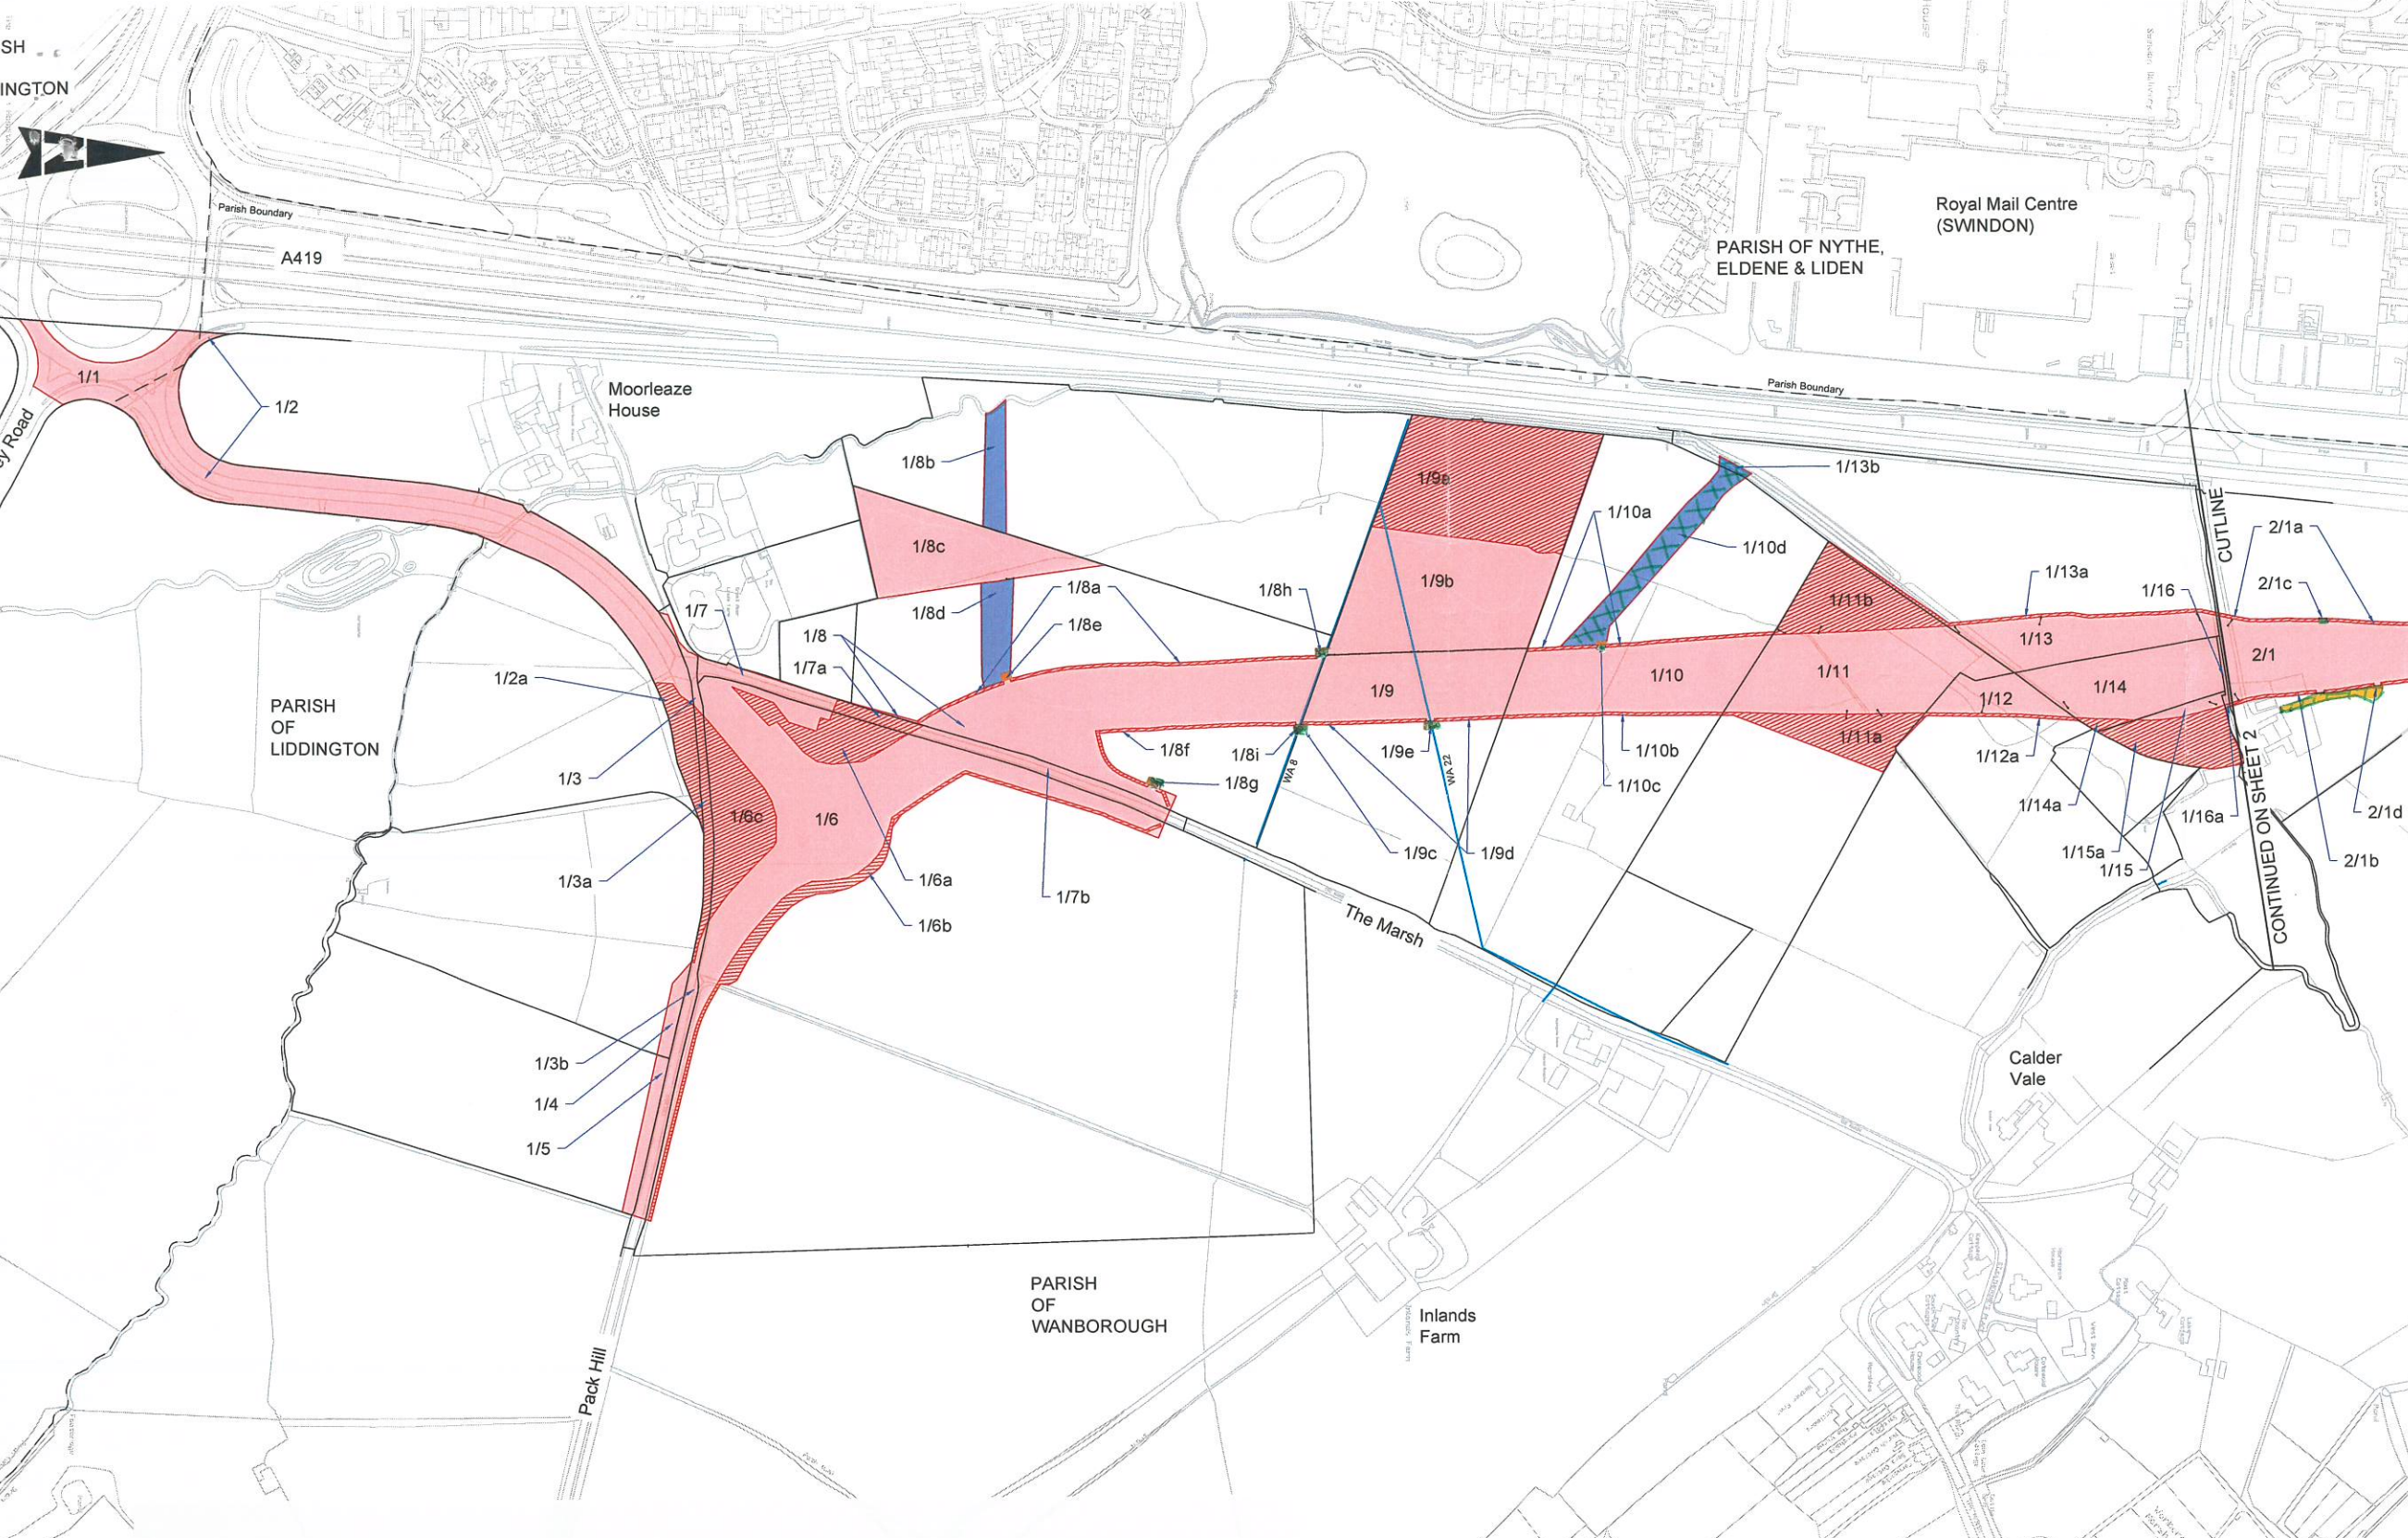 SH
INGTON
Parish Boundary
A419
Royal Mail Centre
(SWINDON)
PARISH OF NYTHE,
ELDENE & LIDEN
Parish Boundary
1/1
1/2
ey Road
Moorleaze
House
1/8b
1/9a
1/13b
1/10a
1/10d
CUTLINE
2/1a
1/8c
1/9b
1/13a
2/1c
1/16
1/8h
1/8a
1/8d
1/8e
1/11b
1/7
1/8
1/7a
1/13
2/1
1/2a
1/9
1/10
1/11
1/12
1/14
PARISH
OF
LIDDINGTON
1/3
1/8f
1/8i
1/9e
1/10b
1/11a
1/12a
1/8g
WA 8
WA 22
1/10c
1/14a
1/16a
2/1d
1/6c
1/6
1/9c
1/9d
1/15a
1/15
2/1b
1/3a
1/6a
1/7b
1/6b
The Marsh
CONTINUED ON SHEET 2
1/3b
1/4
1/5
Calder
Vale
PARISH
OF
WANBOROUGH
Inlands
Farm
Inlands Farm
Pack Hill